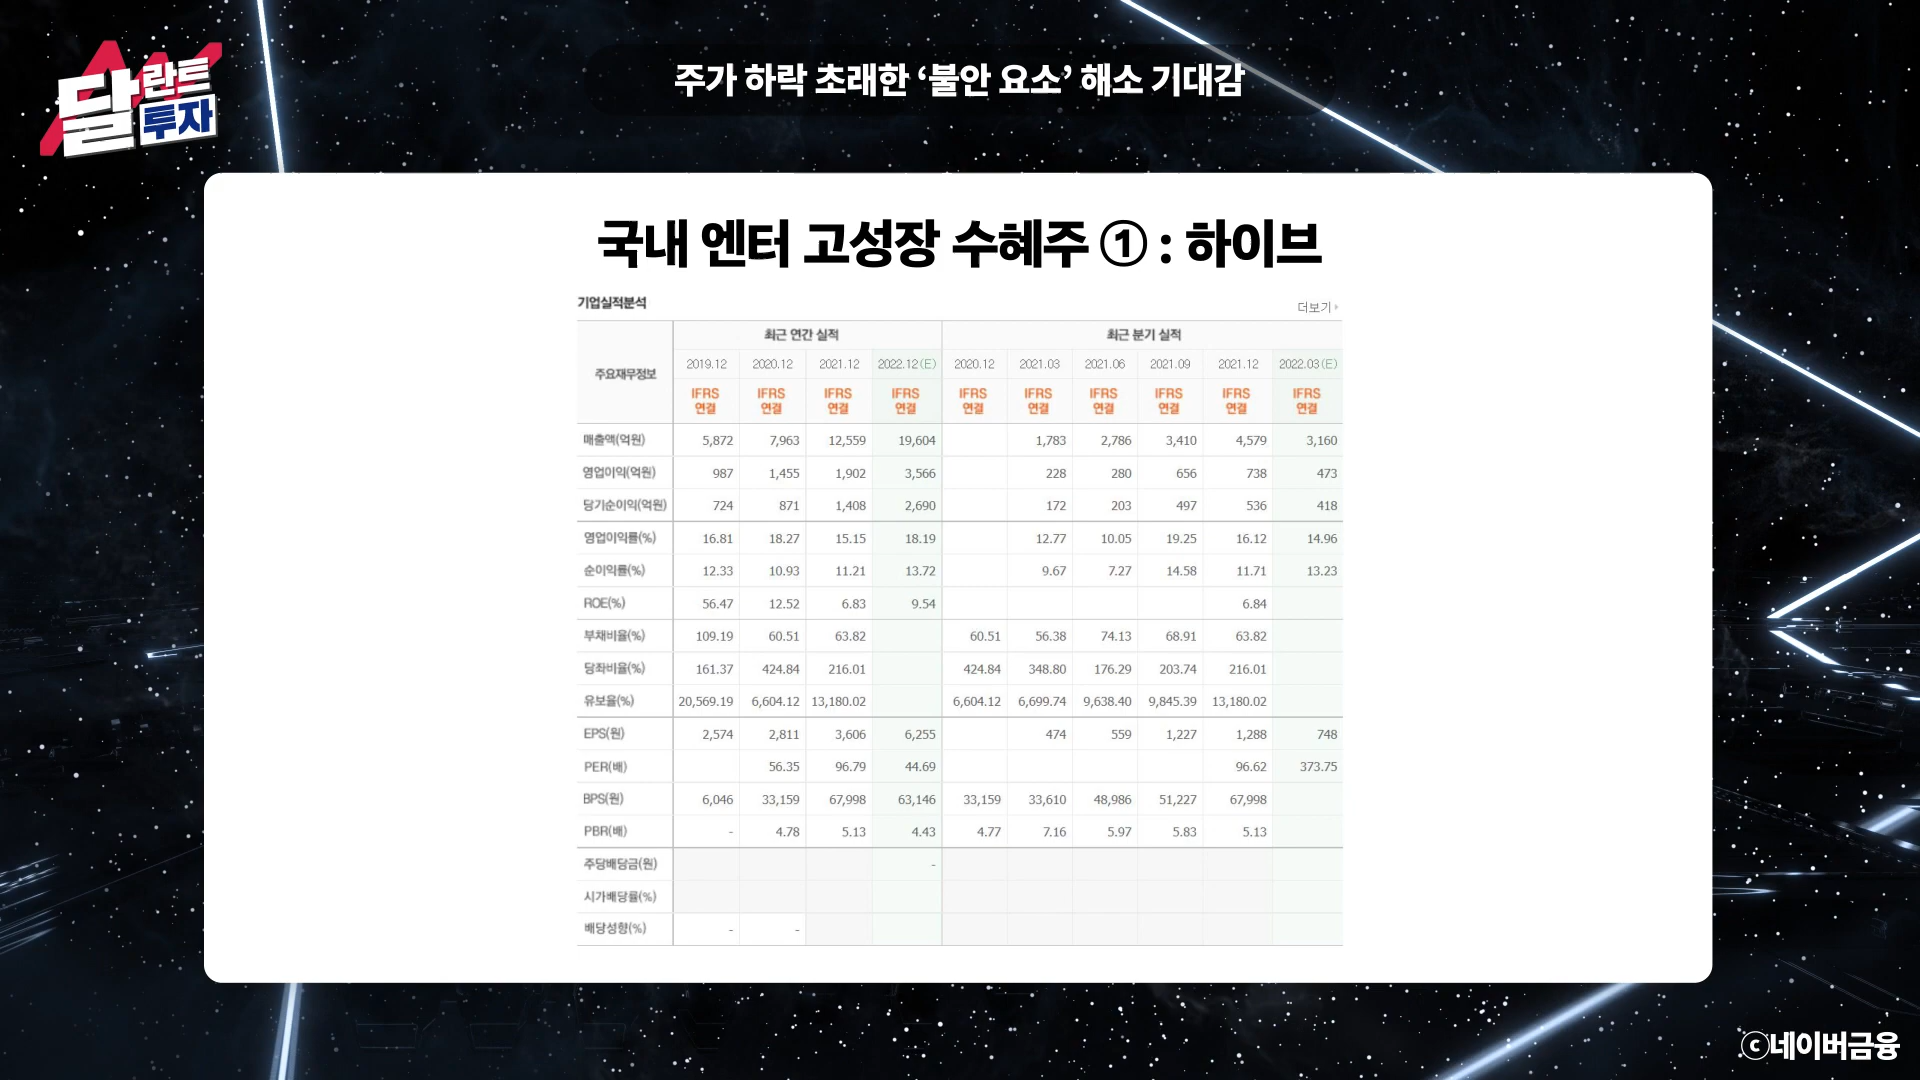 달란트투자
주가 하락 초래한 ‘불안 요소’ 해소 기대감
국내 엔터 고성장 수혜주 ① : 하이브
기업실적분석
더보기
주요재무정보 최근 연간 실적 최근 분기 실적
2019.12 2020.12 2021.12 2022.12(E) 2020.12 2021.03 2021.06 2021.09 2021.12 2022.03(E)
IFRS IFRS IFRS IFRS IFRS IFRS IFRS IFRS IFRS IFRS
연결 연결 연결 연결 연결 연결 연결 연결 연결 연결
매출액(억원) 5,872 7,963 12,559 19,604 1,783 2,786 3,410 4,579 3,160
영업이익(억원) 987 1,455 1,902 3,566 228 280 656 738 473
당기순이익(억원) 724 871 1,408 2,690 172 203 497 536 418
영업이익률(%) 16.81 18.27 15.15 18.19 12.77 10.05 19.25 16.12 14.96
순이익률(%) 12.33 10.93 11.21 13.72 9.67 7.27 14.58 11.71 13.23
ROE(%) 56.47 12.52 6.83 9.54 6.84
부채비율(%) 109.19 60.51 63.82 60.51 56.38 74.13 68.91 63.82
당좌비율(%) 161.37 424.84 216.01 424.84 348.80 176.29 203.74 216.01
유보율(%) 20,569.19 6,604.12 13,180.02 6,604.12 6,699.74 9,638.40 9,845.39 13,180.02
EPS(원) 2,574 2,811 3,606 6,255 474 559 1,227 1,288 748
PER(배) 56.35 96.79 44.69 96.62 373.75
BPS(원) 6,046 33,159 67,998 63,146 33,159 33,610 48,986 51,227 67,998
PBR(배) - 4.78 5.13 4.43 4.77 7.16 5.97 5.83 5.13
주당배당금(원) -
시가배당률(%)
배당성향(%) - -
ⓒ네이버금융